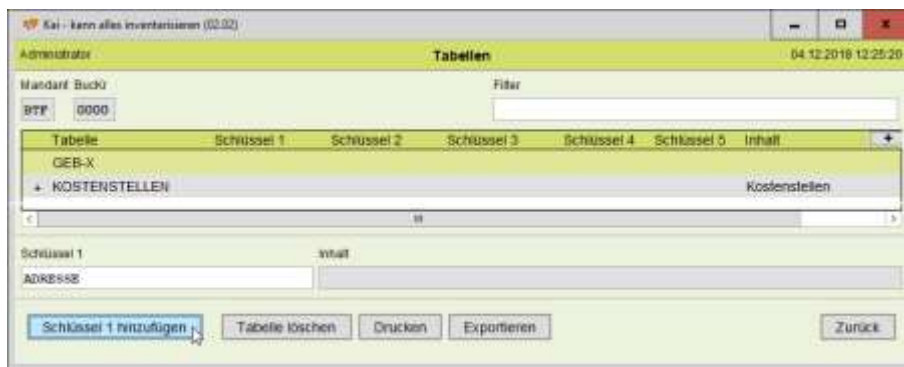 Kai - kann alles inventarisieren (02.02)
Administrator Tabellen 04.12.2018 12:25:20
Mandant BucKr Filter
BTF 0000
Tabelle Schlüssel 1 Schlüssel 2 Schlüssel 3 Schlüssel 4 Schlüssel 5 Inhalt +
GEB-X
+ KOSTENSTELLEN Kostenstellen
Schlüssel 1 Inhalt
ADRESSE
Schlüssel 1 hinzufügen Tabelle löschen Drucken Exportieren Zurück